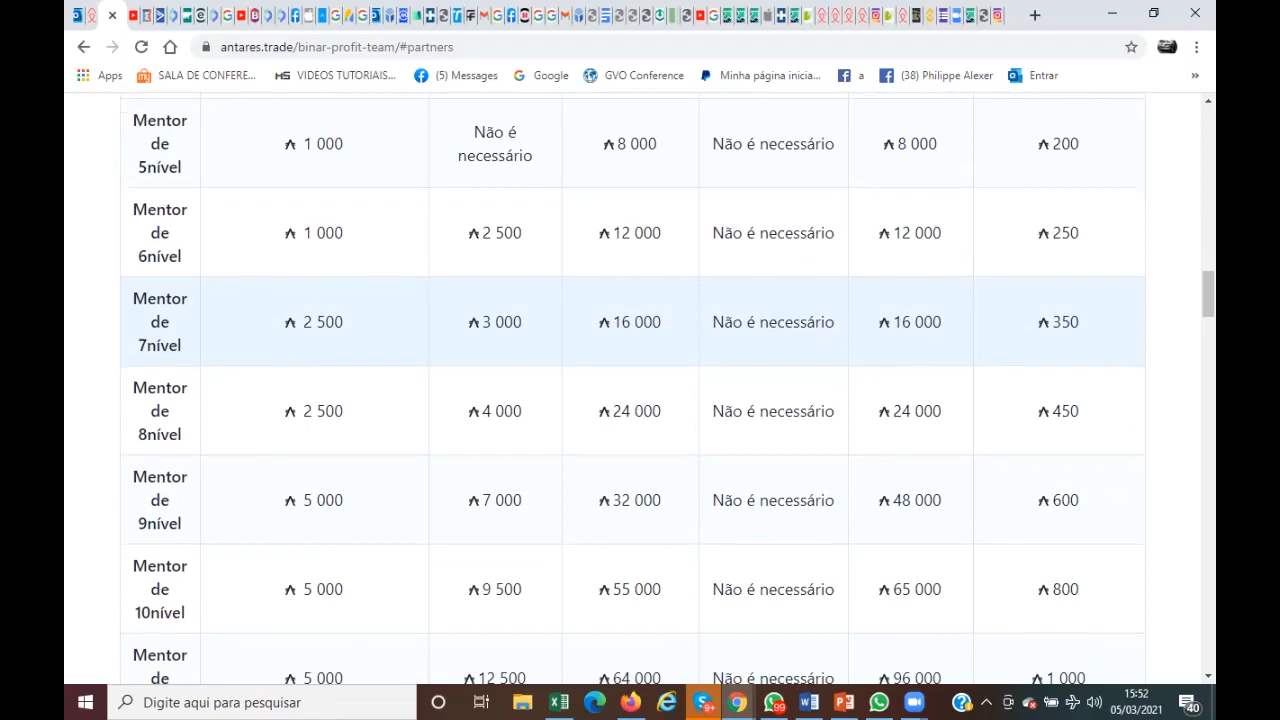 antares.trade/binar-profit-team/#partners
Apps SALA DE CONFERE... VIDEOS TUTORIAIS... (5) Messages Google GVO Conference Minha página inicia... a (38) Philippe Alexer Entrar »
Mentor
de
5nível
1 000
Não é
necessário
8 000
Não é necessário
8 000
200
Mentor
de
6nível
1 000
2 500
12 000
Não é necessário
12 000
250
Mentor
de
7nível
2 500
3 000
16 000
Não é necessário
16 000
350
Mentor
de
8nível
2 500
4 000
24 000
Não é necessário
24 000
450
Mentor
de
9nível
5 000
7 000
32 000
Não é necessário
48 000
600
Mentor
de
10nível
5 000
9 500
55 000
Não é necessário
65 000
800
Mentor
de
5 000
12 500
64 000
Não é necessário
96 000
1 000
Digite aqui para pesquisar
9+
99
15:52
05/03/2021
40